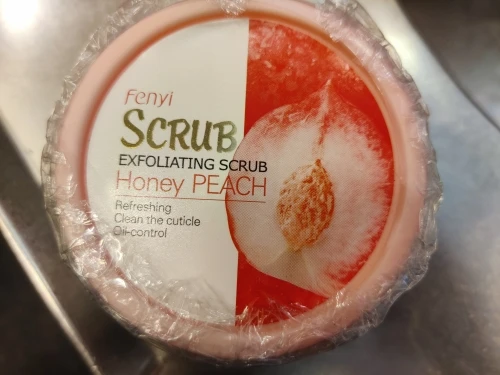 Fenyi
SCRUB
EXFOLIATING SCRUB
Honey PEACH
Refreshing
Clean the cuticle
Oil-control